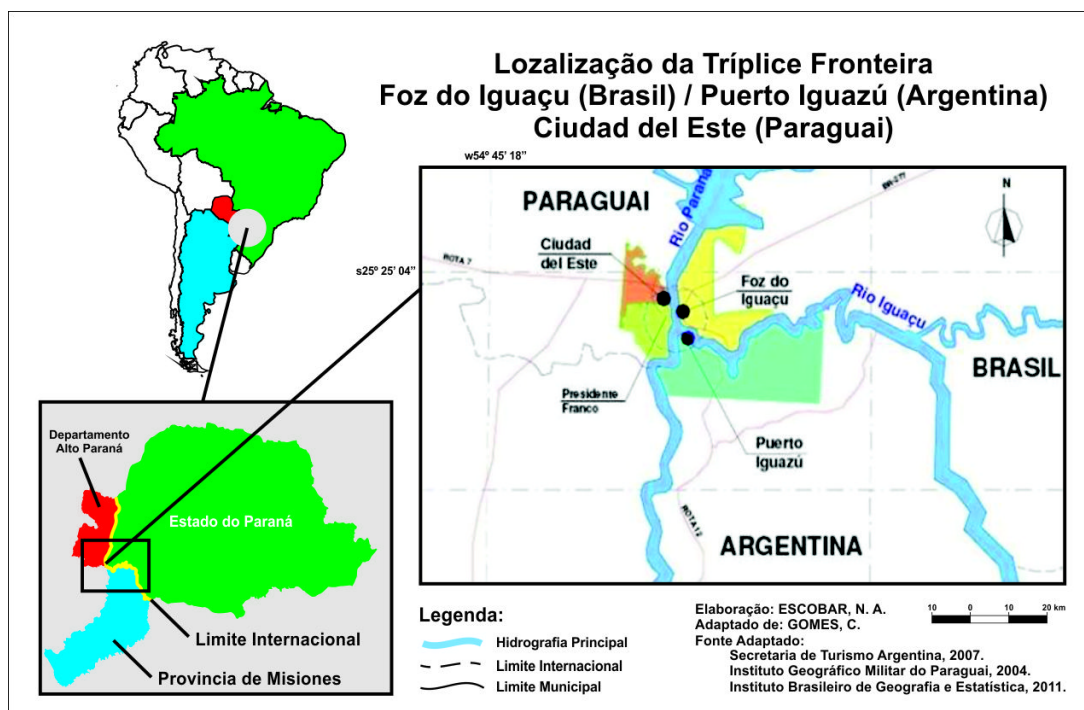 Lozalização da Tríplice Fronteira
Foz do Iguaçu (Brasil) / Puerto Iguazú (Argentina)
Ciudad del Este (Paraguai)
w54º 45' 18"
s25º 25' 04"
PARAGUAI
Rio Paraná
BR-277
N
Ciudad
del Este
ROTA 7
Foz do
Iguaçu
Rio Iguaçu
BRASIL
Presidente
Franco
Puerto
Iguazú
ROTA 12
ARGENTINA
Departamento
Alto Paraná
Estado do Paraná
Limite Internacional
Provincia de Misiones
Legenda:
Hidrografia Principal
Limite Internacional
Limite Municipal
Elaboração: ESCOBAR, N. A.
Adaptado de: GOMES, C.
Fonte Adaptado:
Secretaria de Turismo Argentina, 2007.
Instituto Geográfico Militar do Paraguai, 2004.
Instituto Brasileiro de Geografia e Estatística, 2011.
10 0 10 20 km